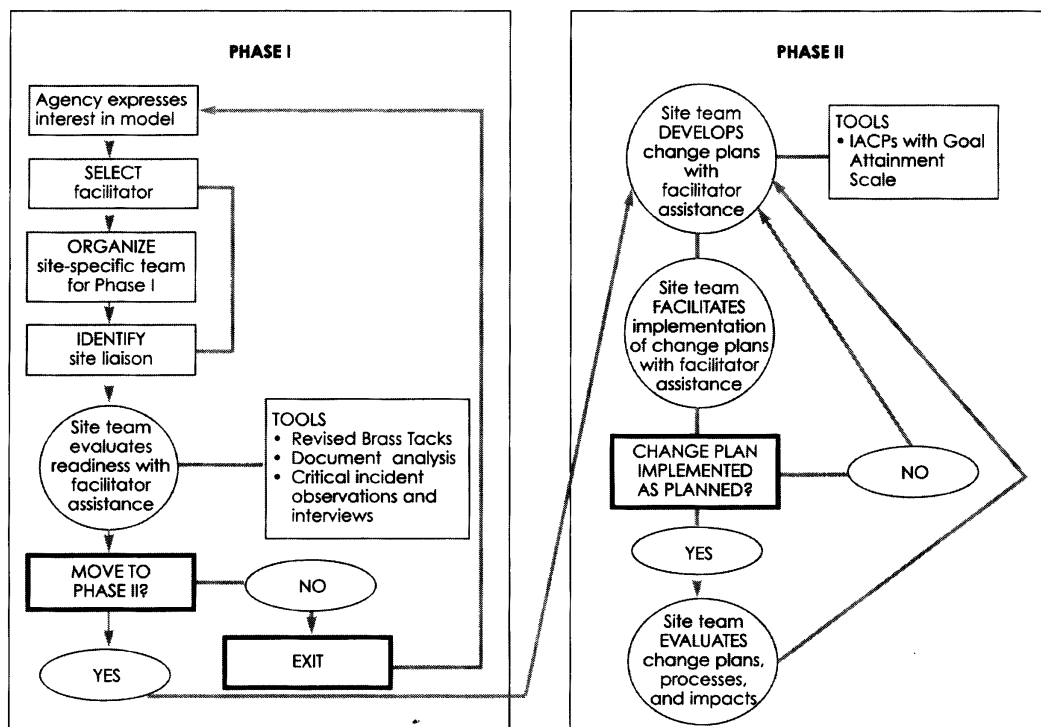 PHASE I
Agency expresses
interest in model
SELECT
facilitator
ORGANIZE
site-specific team
for Phase I
IDENTIFY
site liaison
Site team
evaluates
readiness with
facilitator
assistance
TOOLS
• Revised Brass Tacks
• Document analysis
• Critical incident
observations and
interviews
MOVE TO
PHASE II?
NO
EXIT
YES
PHASE II
Site team
DEVELOPS
change plans
with
facilitator
assistance
TOOLS
• IACPs with Goal
Attainment
Scale
Site team
FACILITATES
implementation
of change plans
with facilitator
assistance
CHANGE PLAN
IMPLEMENTED
AS PLANNED?
NO
YES
Site team
EVALUATES
change plans,
processes,
and impacts